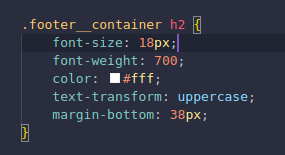 .footer__container h2 {
font-size: 18px;
font-weight: 700;
color: #fff;
text-transform: uppercase;
margin-bottom: 38px;
}